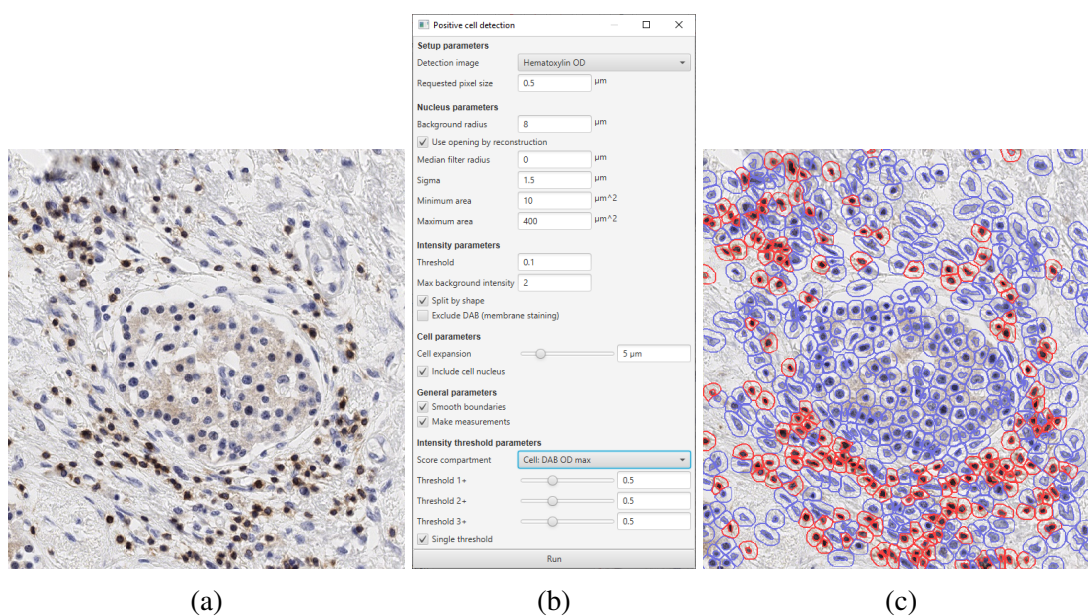 Positive cell detection
Setup parameters
Detection image Hematoxylin OD
Requested pixel size 0.5 µm
Nucleus parameters
Background radius 8 µm
Use opening by reconstruction
Median filter radius 0 µm
Sigma 1.5 µm
Minimum area 10 µm^2
Maximum area 400 µm^2
Intensity parameters
Threshold 0.1
Max background intensity 2
Split by shape
Exclude DAB (membrane staining)
Cell parameters
Cell expansion 5 µm
Include cell nucleus
General parameters
Smooth boundaries
Make measurements
Intensity threshold parameters
Score compartment Cell: DAB OD max
Threshold 1+ 0.5
Threshold 2+ 0.5
Threshold 3+ 0.5
Single threshold
Run
(a) (b) (c)